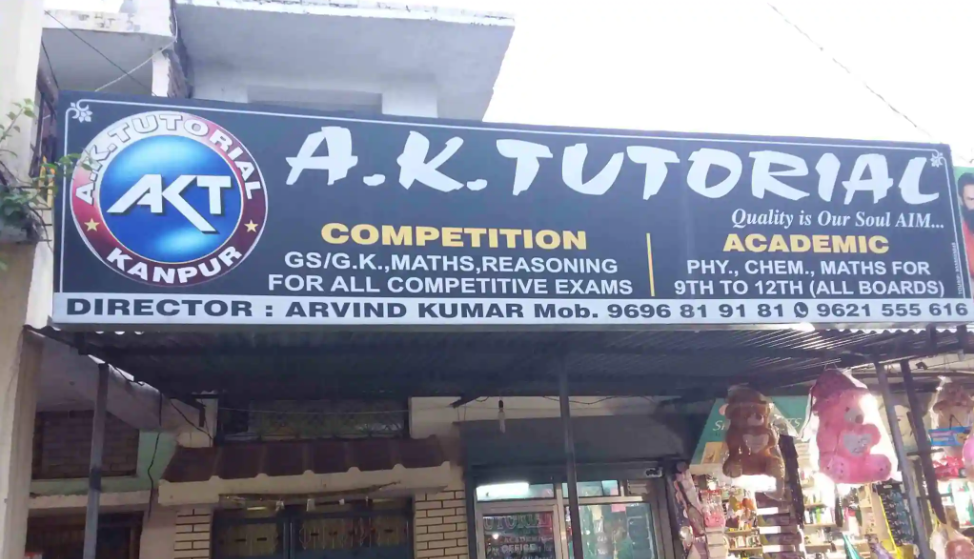 A.K.TUTORIAL
AKT
KANPUR
A.K.TUTORIAL
Quality is Our Soul AIM...
COMPETITION
GS/G.K.,MATHS,REASONING
FOR ALL COMPETITIVE EXAMS
ACADEMIC
PHY., CHEM., MATHS FOR
9TH TO 12TH (ALL BOARDS)
DIRECTOR : ARVIND KUMAR Mob. 9696 81 91 81 9621 555 616
TUTORIAL
OFFICE